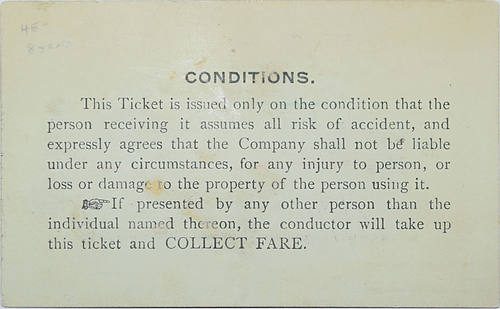 CONDITIONS.
This Ticket is issued only on the condition that the
person receiving it assumes all risk of accident, and
expressly agrees that the Company shall not be liable
under any circumstances, for any injury to person, or
loss or damage to the property of the person using it.
☞If presented by any other person than the
individual named thereon, the conductor will take up
this ticket and COLLECT FARE.